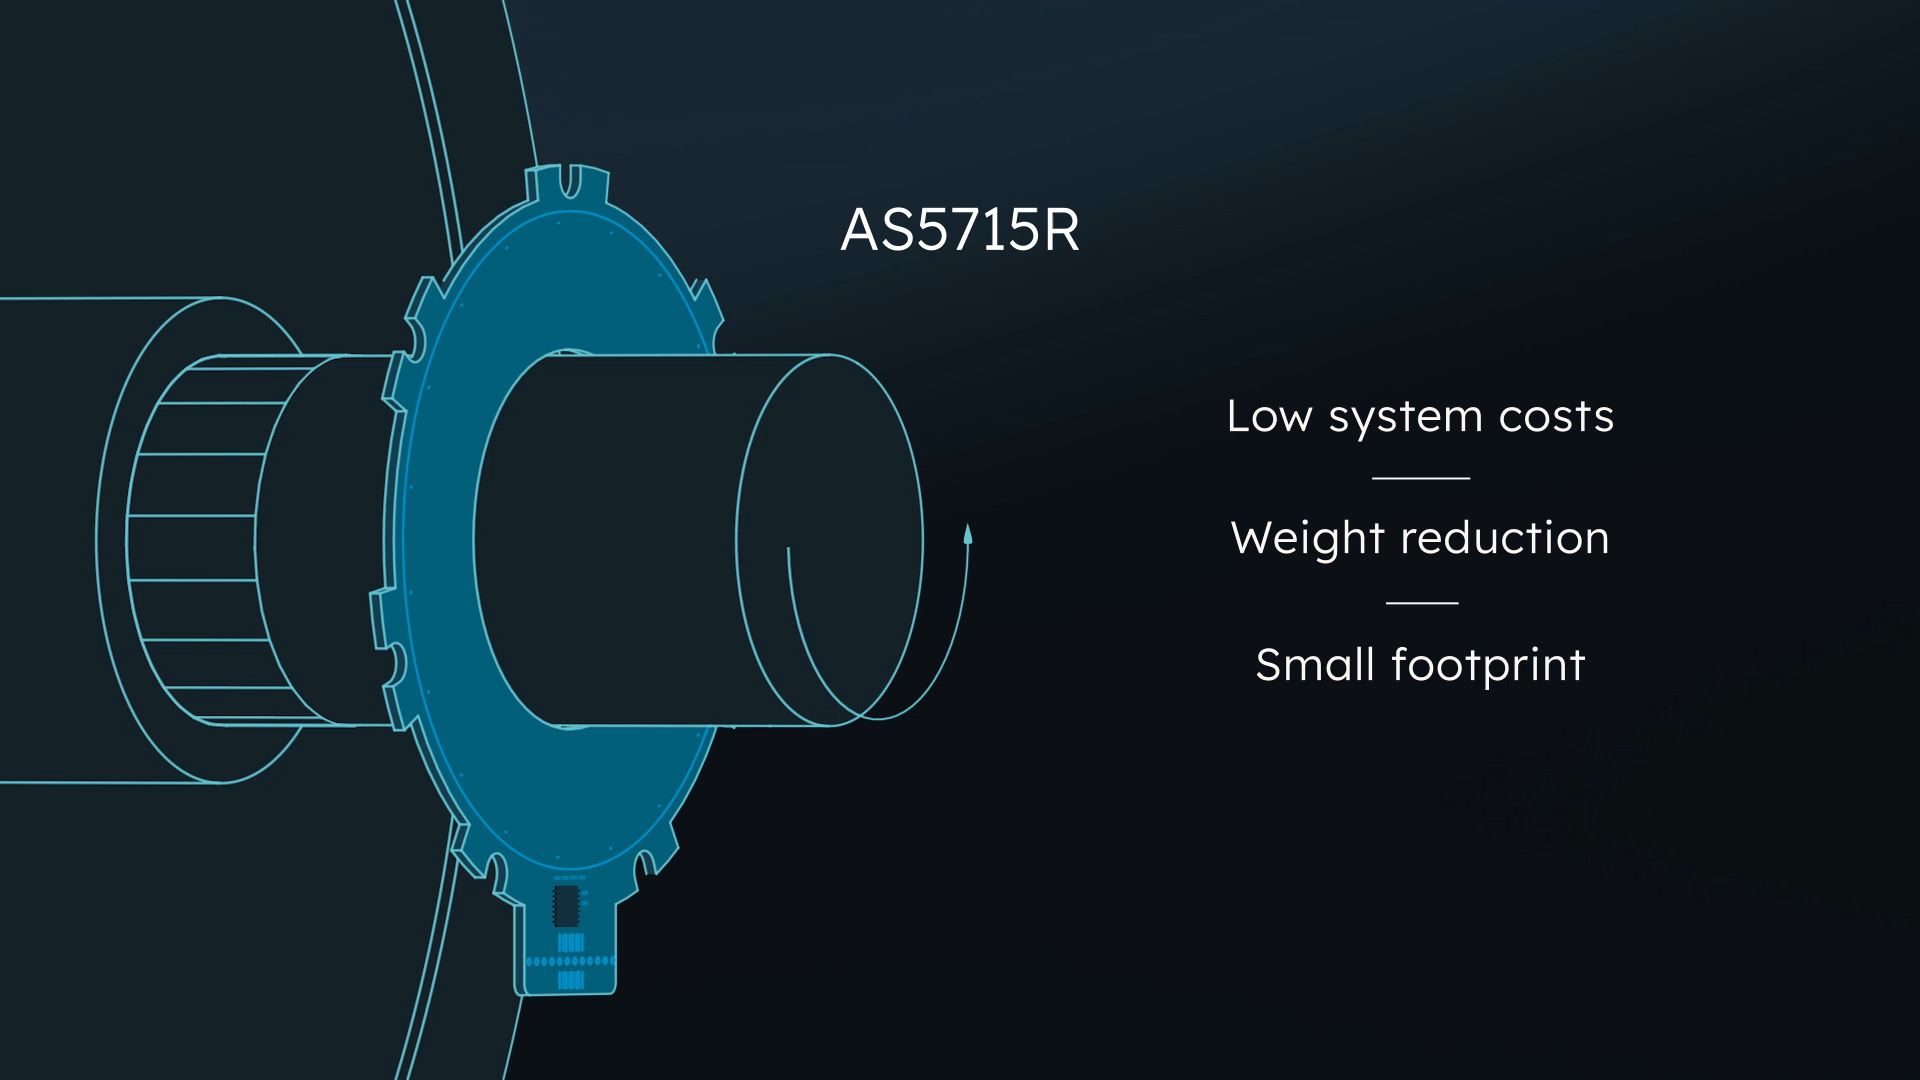 AS5715R
Low system costs
Weight reduction
Small footprint